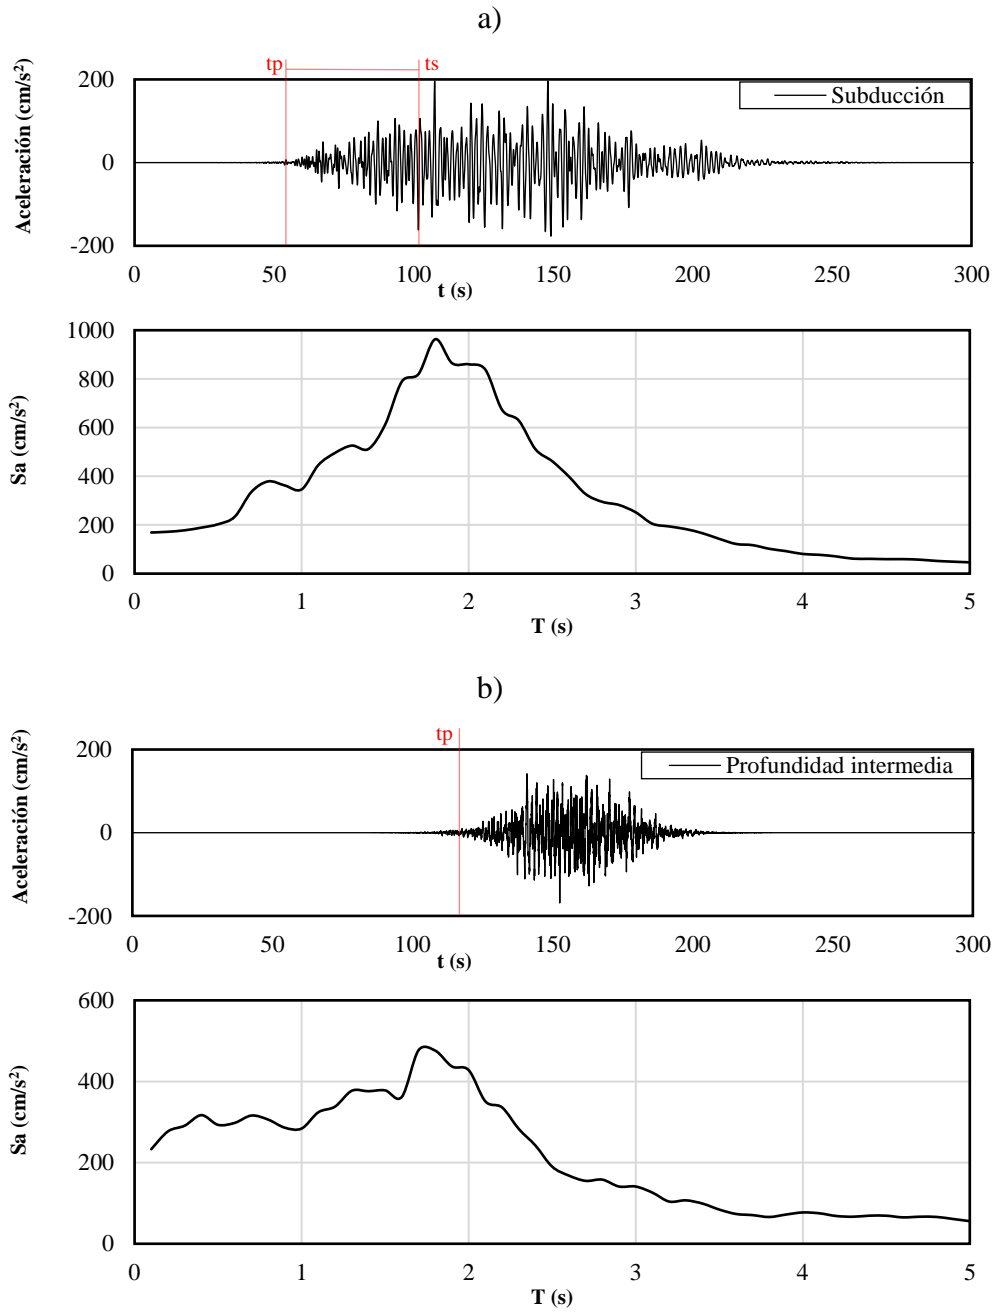 a)
tp ts
Aceleración (cm/s²)
200
0
-200
Subducción
0 50 100 150 200 250 300
t (s)
Sa (cm/s²)
1000
800
600
400
200
0
0 1 2 3 4 5
T (s)
b)
tp
Aceleración (cm/s²)
200
0
-200
Profundidad intermedia
0 50 100 150 200 250 300
t (s)
Sa (cm/s²)
600
400
200
0
0 1 2 3 4 5
T (s)